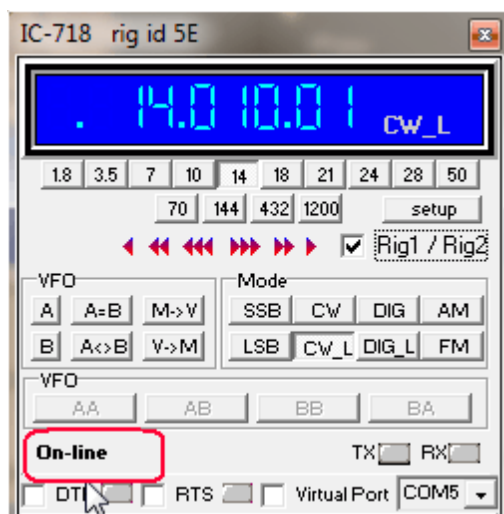 IC-718 rig id 5E
. 14.010.01 CW_L
1.8 3.5 7 10 14 18 21 24 28 50
70 144 432 1200 setup
Rig1 / Rig2
VFO
A A=B M->V
B A<>B V->M
Mode
SSB CW DIG AM
LSB CW_L DIG_L FM
VFO
AA AB BB BA
On-line TX RX
RTS Virtual Port COM5